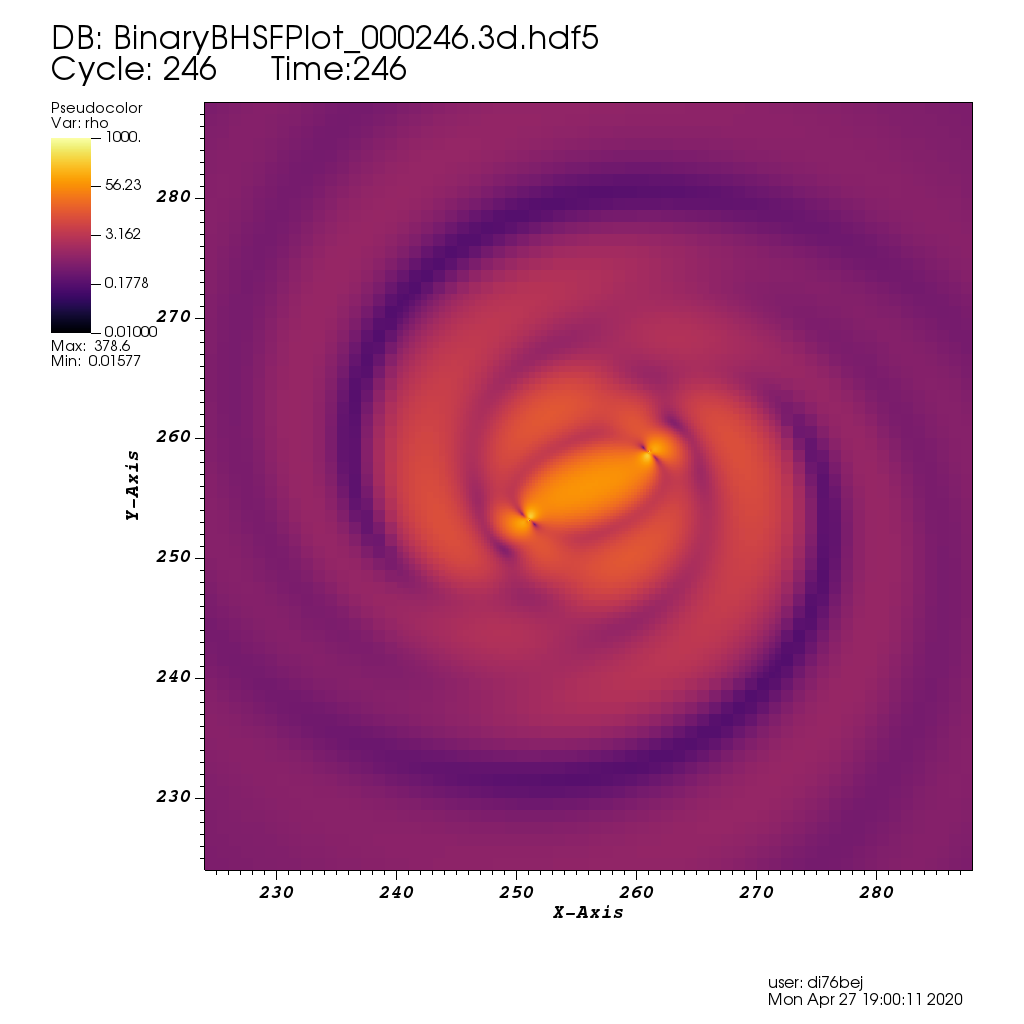 DB: BinaryBHSFPlot_000246.3d.hdf5
Cycle: 246 Time:246
Pseudocolor
Var: rho
1000.
56.23
3.162
0.1778
0.01000
Max: 378.6
Min: 0.01577
280
270
260
250
240
230
Y-Axis
230 240 250 260 270 280
X-Axis
user: di76bej
Mon Apr 27 19:00:11 2020